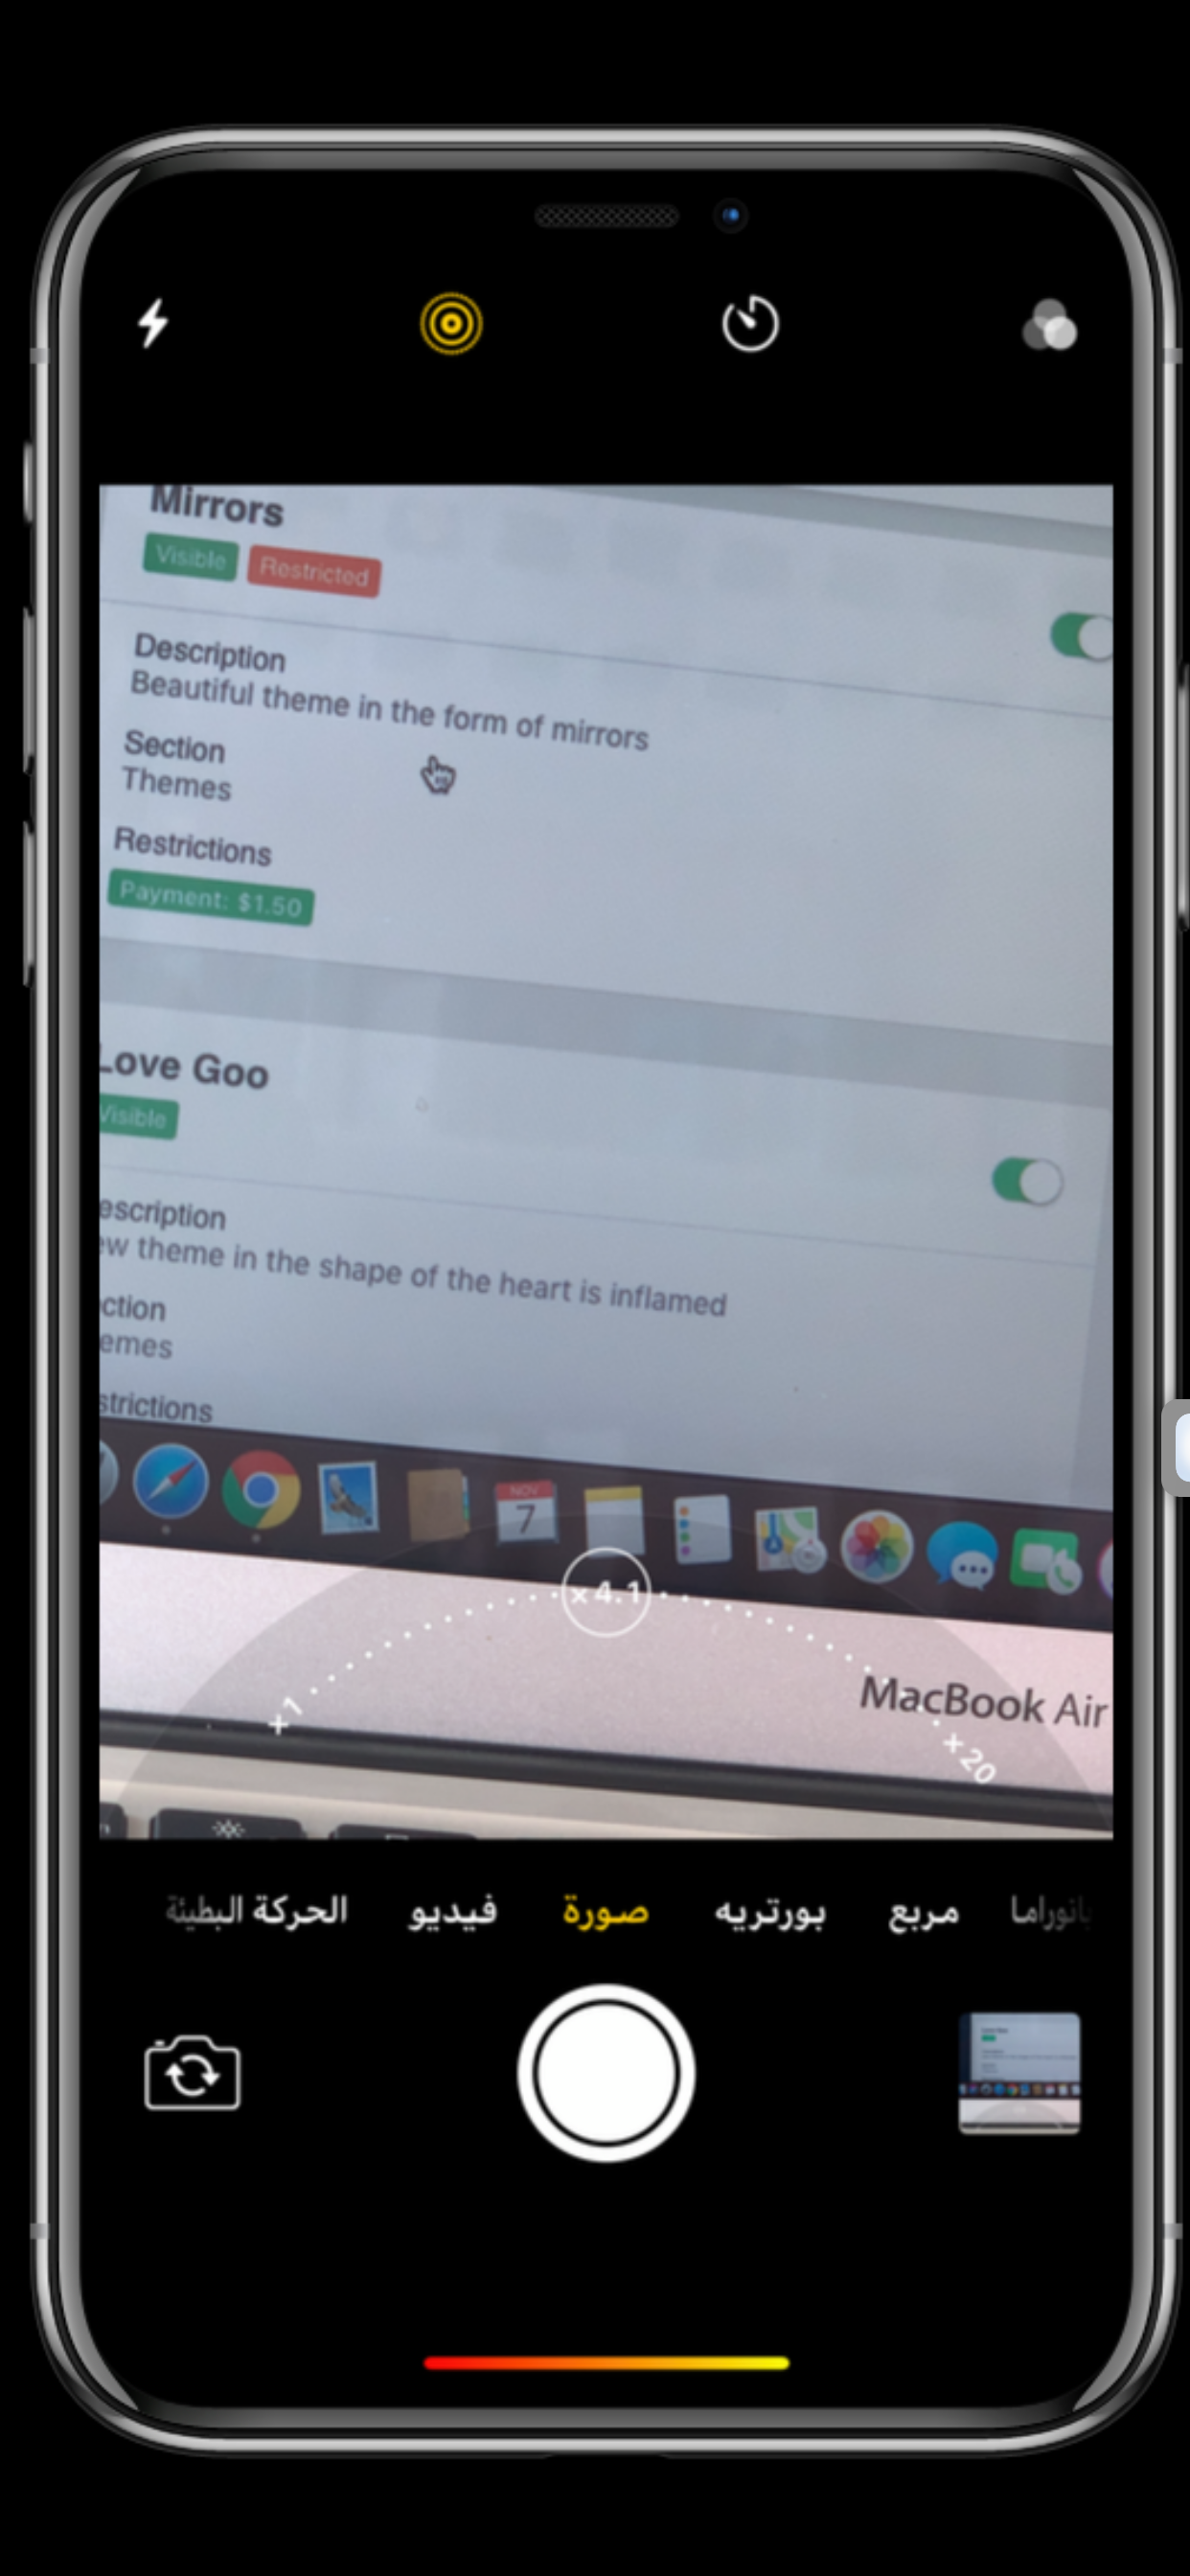 Mirrors
Visible Restricted
Description
Beautiful theme in the form of mirrors
Section
Themes
Restrictions
Payment: $1.50
Love Goo
Visible
escription
ew theme in the shape of the heart is inflamed
ction
emes
strictions
NOV
7
×4.1
+1
MacBook Air
+20
الحركة البطيئة فيديو صورة بورتريه مربع بانوراما